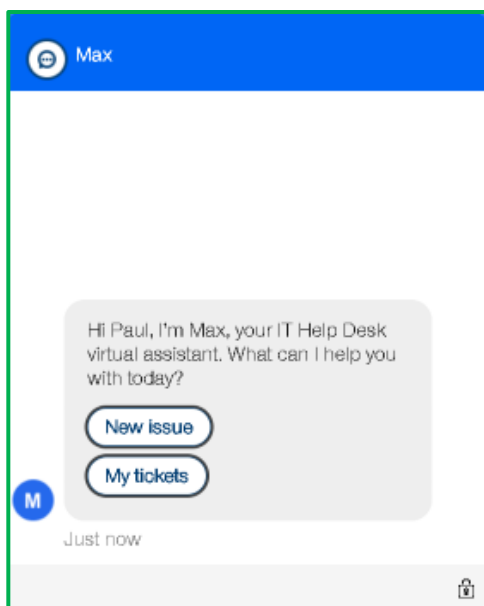 Max
Hi Paul, I'm Max, your IT Help Desk
virtual assistant. What can I help you
with today?
New issue
My tickets
M
Just now